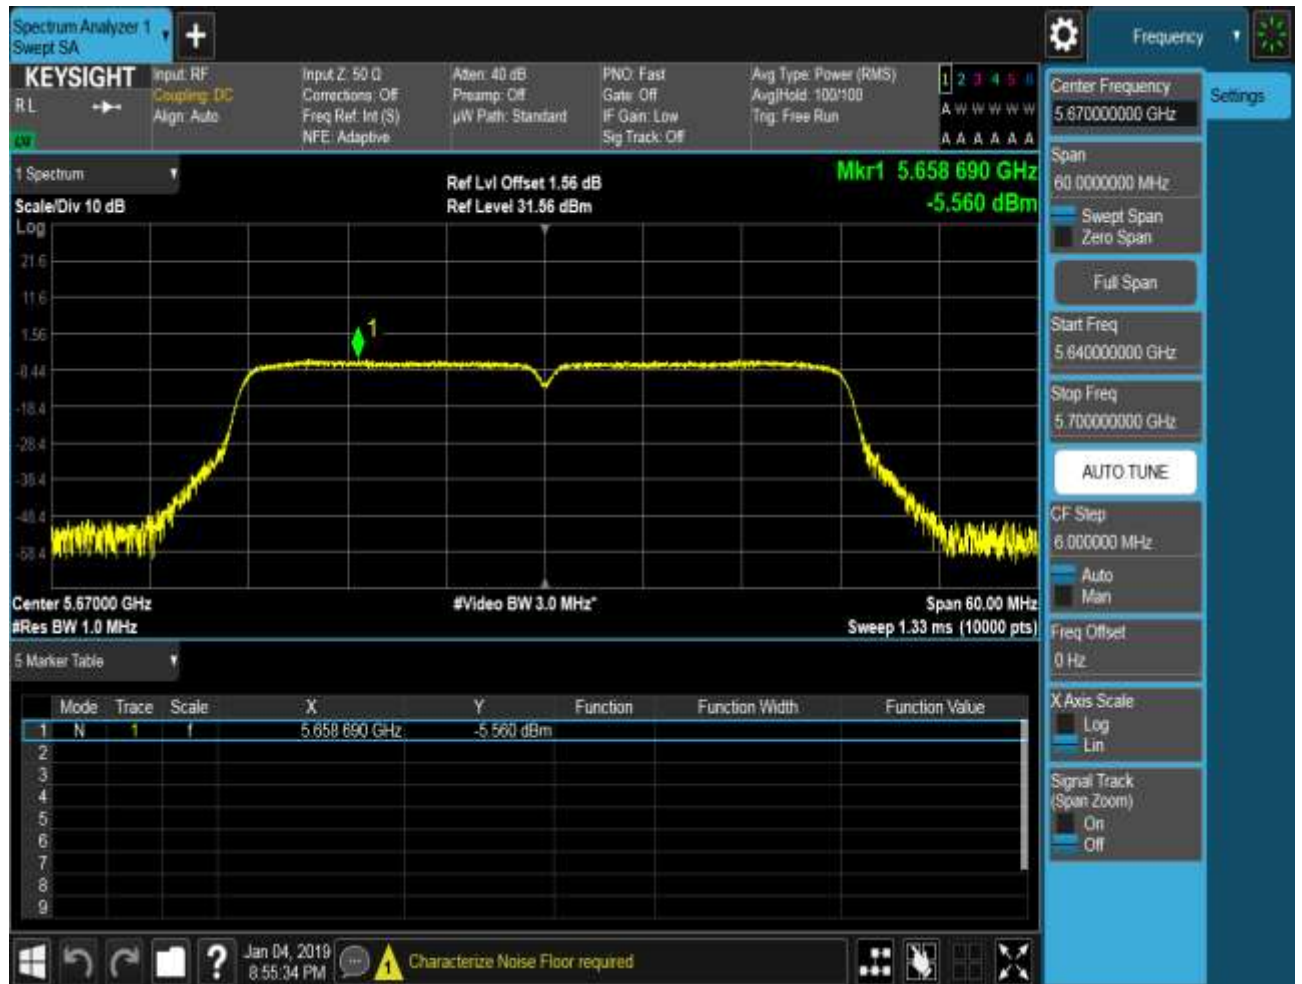 Spectrum Analyzer 1
Swept SA
+
Frequency
KEYSIGHT
RL
Input: RF
Coupling: DC
Align: Auto
Input Z: 50 Ω
Corrections: Off
Freq Ref: Int (S)
NFE: Adaptive
Atten: 40 dB
Preamp: Off
µW Path: Standard
PNO: Fast
Gate: Off
IF Gain: Low
Sig Track: Off
Avg Type: Power (RMS)
Avg|Hold: 100/100
Trig: Free Run
1 2 3 4 5 6
A W W W W W
A A A A A A
1 Spectrum
Scale/Div 10 dB
Ref Lvl Offset 1.56 dB
Ref Level 31.56 dBm
Mkr1 5.658 690 GHz
-5.560 dBm
Log
21.6
11.6
1.56
-8.44
-18.4
-28.4
-38.4
-48.4
-58.4
1
Center 5.67000 GHz
#Res BW 1.0 MHz
#Video BW 3.0 MHz*
Span 60.00 MHz
Sweep 1.33 ms (10000 pts)
5 Marker Table
Mode Trace Scale X Y Function Function Width Function Value
1 N 1 f 5.658 690 GHz -5.560 dBm
2
3
4
5
6
7
8
9
Jan 04, 2019
8:55:34 PM
?
1
Characterize Noise Floor required
Center Frequency
5.670000000 GHz
Settings
Span
60.0000000 MHz
Swept Span
Zero Span
Full Span
Start Freq
5.640000000 GHz
Stop Freq
5.700000000 GHz
AUTO TUNE
CF Step
6.000000 MHz
Auto
Man
Freq Offset
0 Hz
X Axis Scale
Log
Lin
Signal Track
(Span Zoom)
On
Off